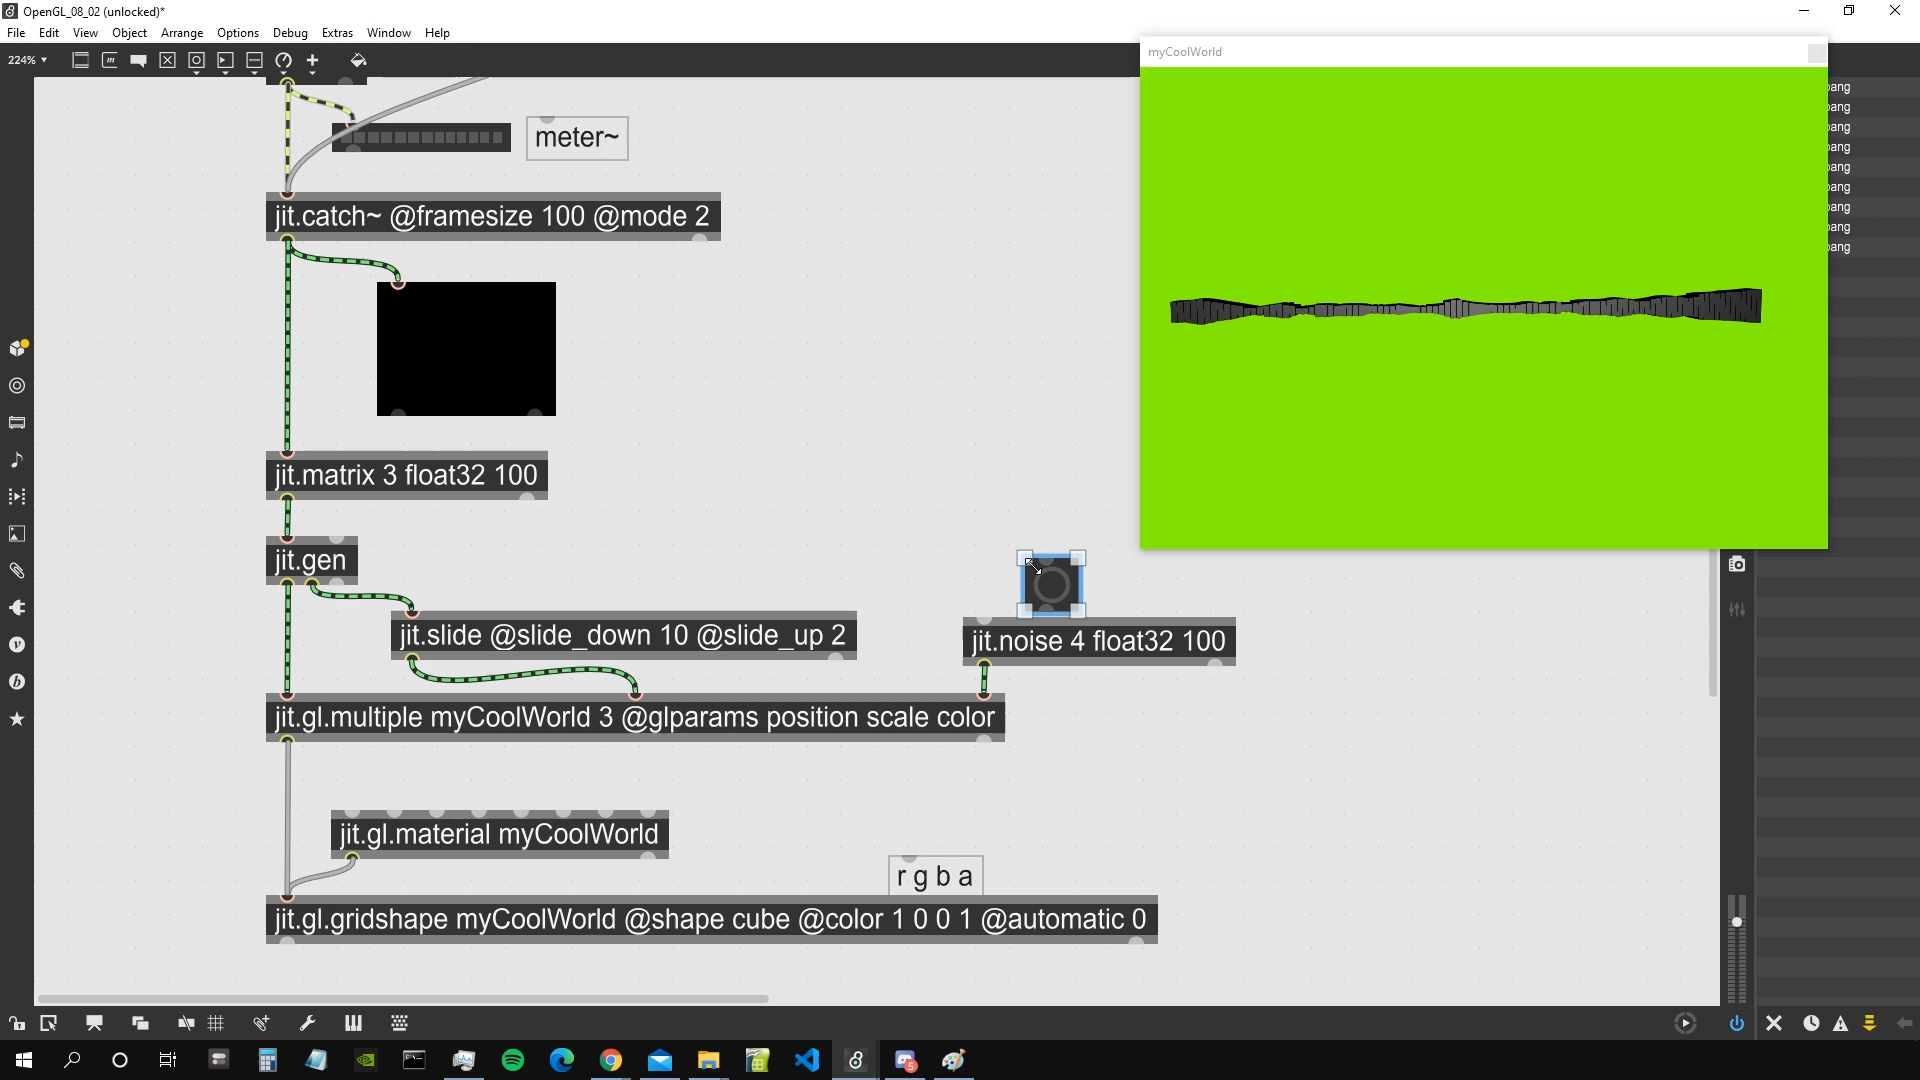 OpenGL_08_02 (unlocked)*
File Edit View Object Arrange Options Debug Extras Window Help
224%
myCoolWorld
meter~
jit.catch~ @framesize 100 @mode 2
jit.matrix 3 float32 100
jit.gen
jit.slide @slide_down 10 @slide_up 2
jit.noise 4 float32 100
jit.gl.multiple myCoolWorld 3 @glparams position scale color
jit.gl.material myCoolWorld
r g b a
jit.gl.gridshape myCoolWorld @shape cube @color 1 0 0 1 @automatic 0